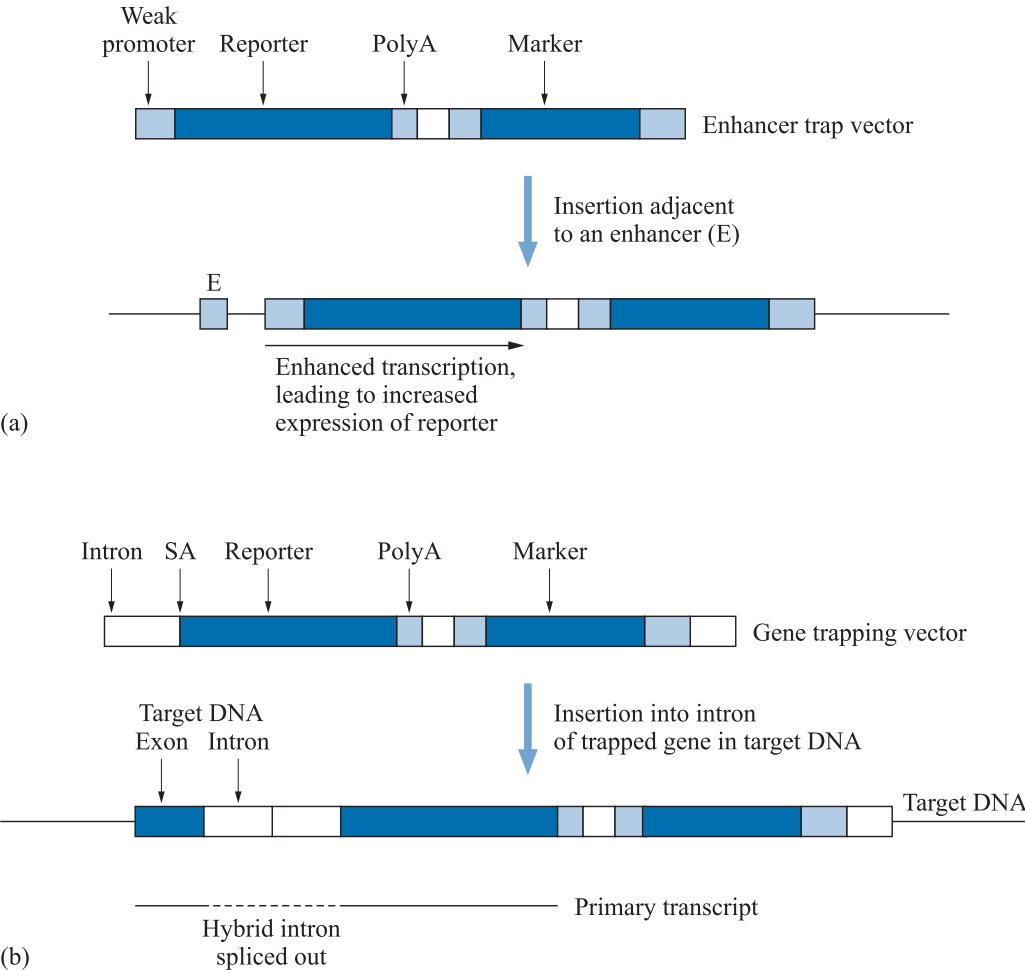 Weak
promoter Reporter PolyA Marker
Enhancer trap vector
Insertion adjacent
to an enhancer (E)
E
Enhanced transcription,
leading to increased
expression of reporter
(a)
Intron SA Reporter PolyA Marker
Gene trapping vector
Target DNA
Exon Intron
Insertion into intron
of trapped gene in target DNA
Target DNA
Primary transcript
Hybrid intron
spliced out
(b)